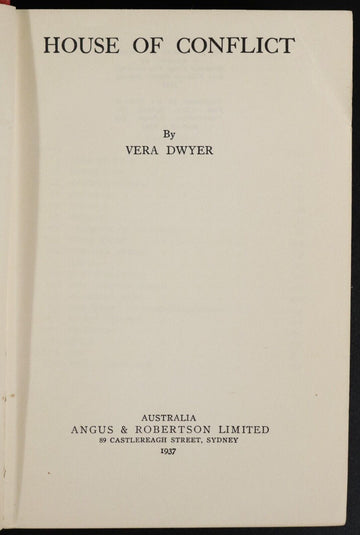 HOUSE OF CONFLICT
By
VERA DWYER
AUSTRALIA
ANGUS & ROBERTSON LIMITED
89 CASTLEREAGH STREET, SYDNEY
1937